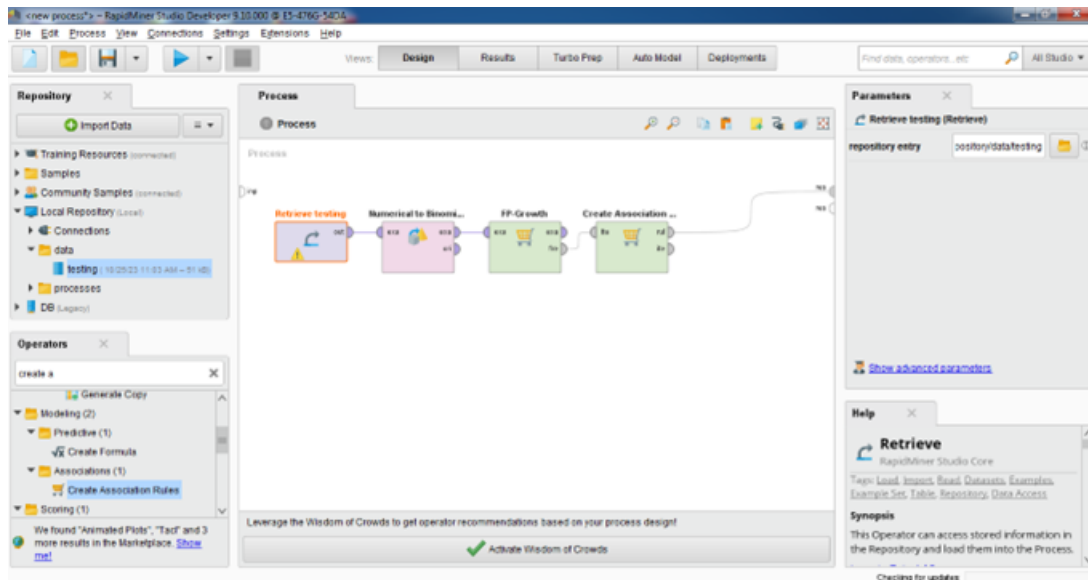 <new process*> – RapidMiner Studio Developer 9.10.000 @ E5-476G-54DA
File Edit Process View Connections Settings Extensions Help
Views: Design Results Turbo Prep Auto Model Deployments
Find data, operators...etc
All Studio
Repository
Import Data
Training Resources (connected)
Samples
Community Samples (connected)
Local Repository (Local)
Connections
data
testing
processes
DB (Legacy)
Operators
create a
Generate Copy
Modeling (2)
Predictive (1)
Create Formula
Associations (1)
Create Association Rules
Scoring (1)
We found "Animated Plots", and 3
more results in the Marketplace. Show
me!
Process
Process
Process
inp
res
res
Retrieve testing
Numerical to Binomi...
FP-Growth
Create Association ...
out
exa
exa
ori
exa
exa
fre
ite
rul
ite
Leverage the Wisdom of Crowds to get operator recommendations based on your process design!
Activate Wisdom of Crowds
Parameters
Retrieve testing (Retrieve)
repository entry
pository/data/testing
Show advanced parameters
Help
Retrieve
RapidMiner Studio Core
Tags: Load, Import, Read, Datasets, Examples,
Example Set, Table, Repository, Data Access
Synopsis
This Operator can access stored information in
the Repository and load them into the Process.
Checking for updates